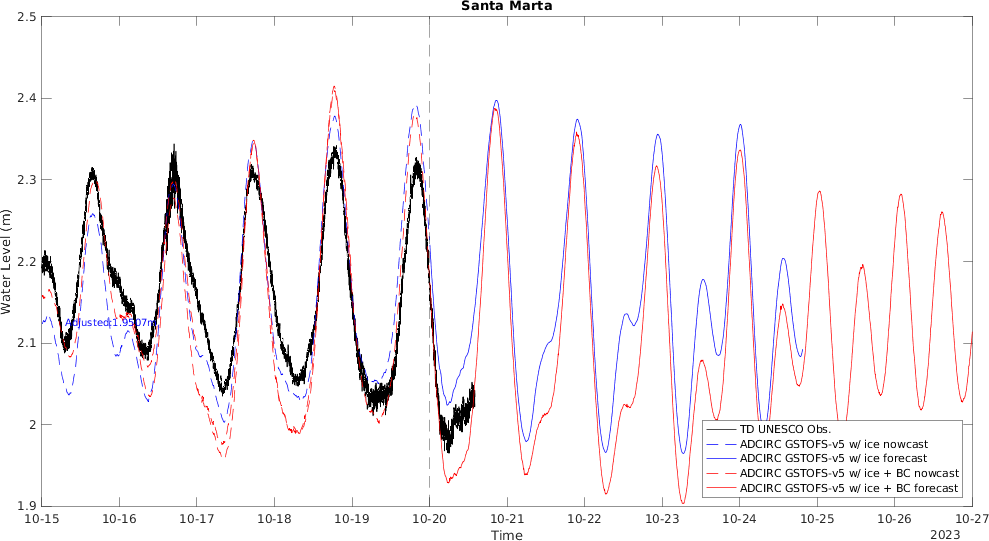 Santa Marta
2.5
2.4
2.3
2.2
2.1
2
1.9
Water Level (m)
Adjusted:1.9507m
TD UNESCO Obs.
ADCIRC GSTOFS-v5 w/ ice nowcast
ADCIRC GSTOFS-v5 w/ ice forecast
ADCIRC GSTOFS-v5 w/ ice + BC nowcast
ADCIRC GSTOFS-v5 w/ ice + BC forecast
10-15 10-16 10-17 10-18 10-19 10-20 10-21 10-22 10-23 10-24 10-25 10-26 10-27
Time
2023